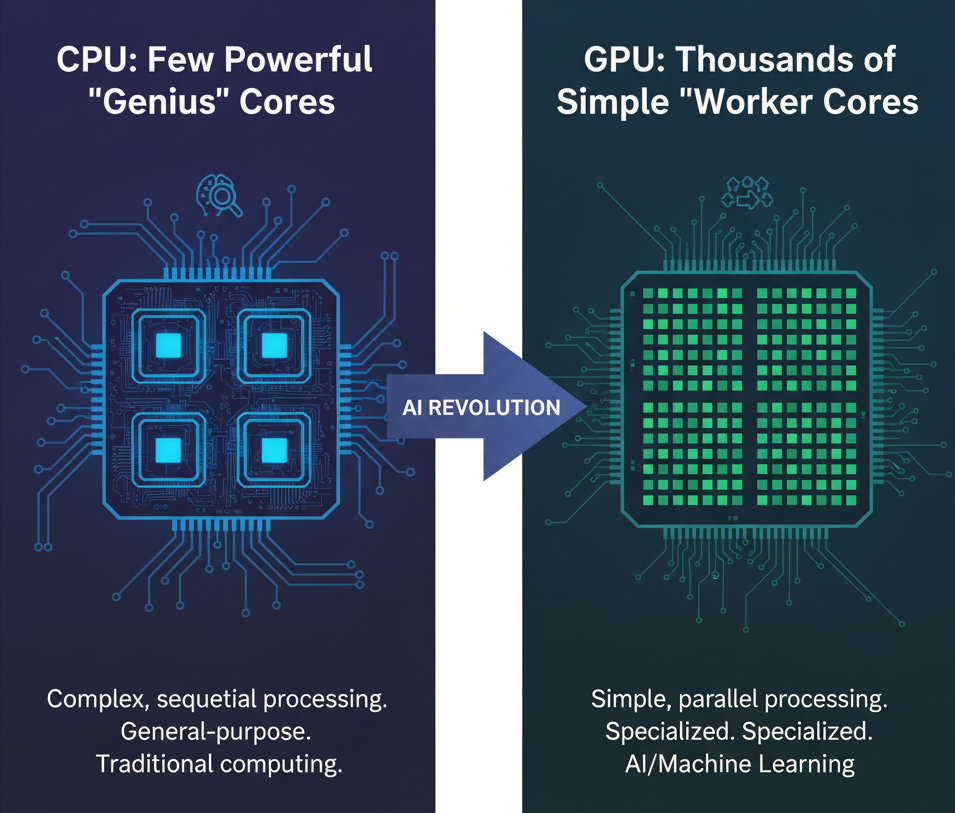 CPU: Few Powerful
"Genius" Cores
Complex, sequetial processing.
General-purpose.
Traditional computing.
AI REVOLUTION
GPU: Thousands of
Simple "Worker Cores
Simple, parallel processing.
Specialized. Specialized.
AI/Machine Learning